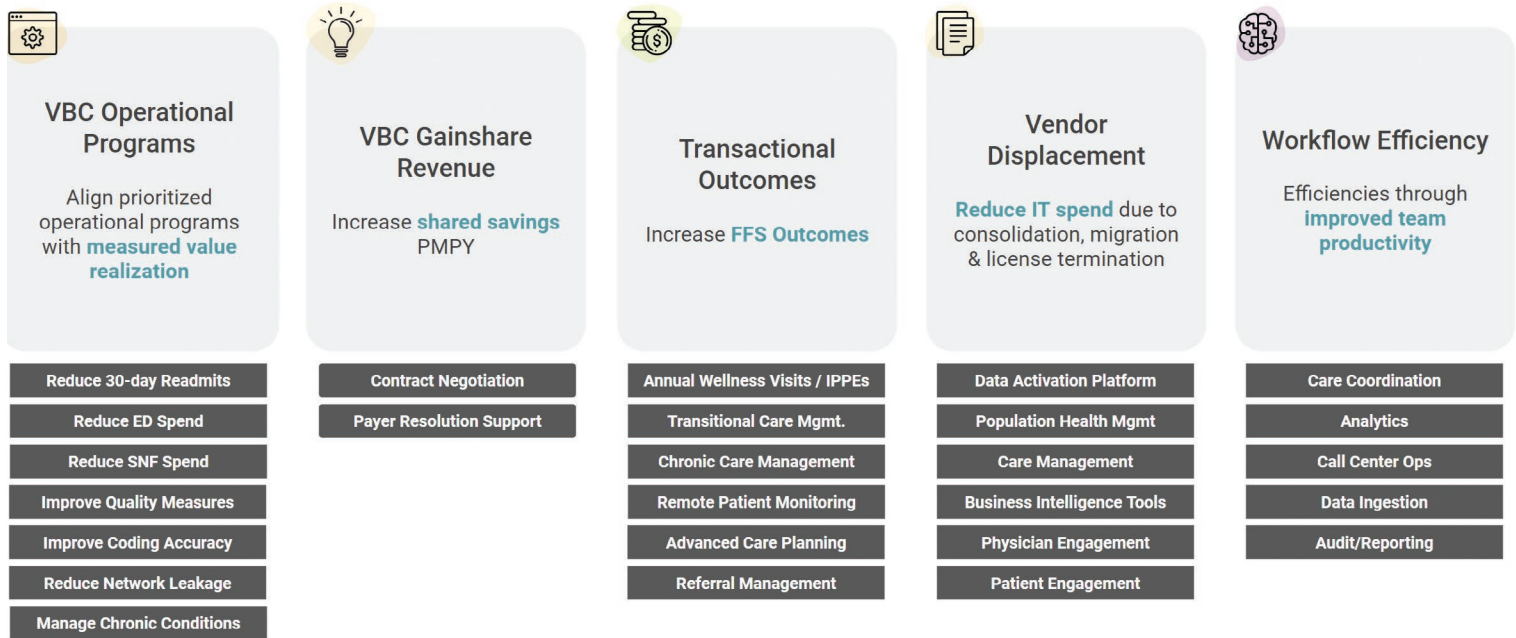 VBC Operational
Programs
Align prioritized
operational programs
with measured value
realization
Reduce 30-day Readmits
Reduce ED Spend
Reduce SNF Spend
Improve Quality Measures
Improve Coding Accuracy
Reduce Network Leakage
Manage Chronic Conditions
VBC Gainshare
Revenue
Increase shared savings
PMPY
Contract Negotiation
Payer Resolution Support
Transactional
Outcomes
Increase FFS Outcomes
Annual Wellness Visits / IPPEs
Transitional Care Mgmt.
Chronic Care Management
Remote Patient Monitoring
Advanced Care Planning
Referral Management
Vendor
Displacement
Reduce IT spend due to
consolidation, migration
& license termination
Data Activation Platform
Population Health Mgmt
Care Management
Business Intelligence Tools
Physician Engagement
Patient Engagement
Workflow Efficiency
Efficiencies through
improved team
productivity
Care Coordination
Analytics
Call Center Ops
Data Ingestion
Audit/Reporting